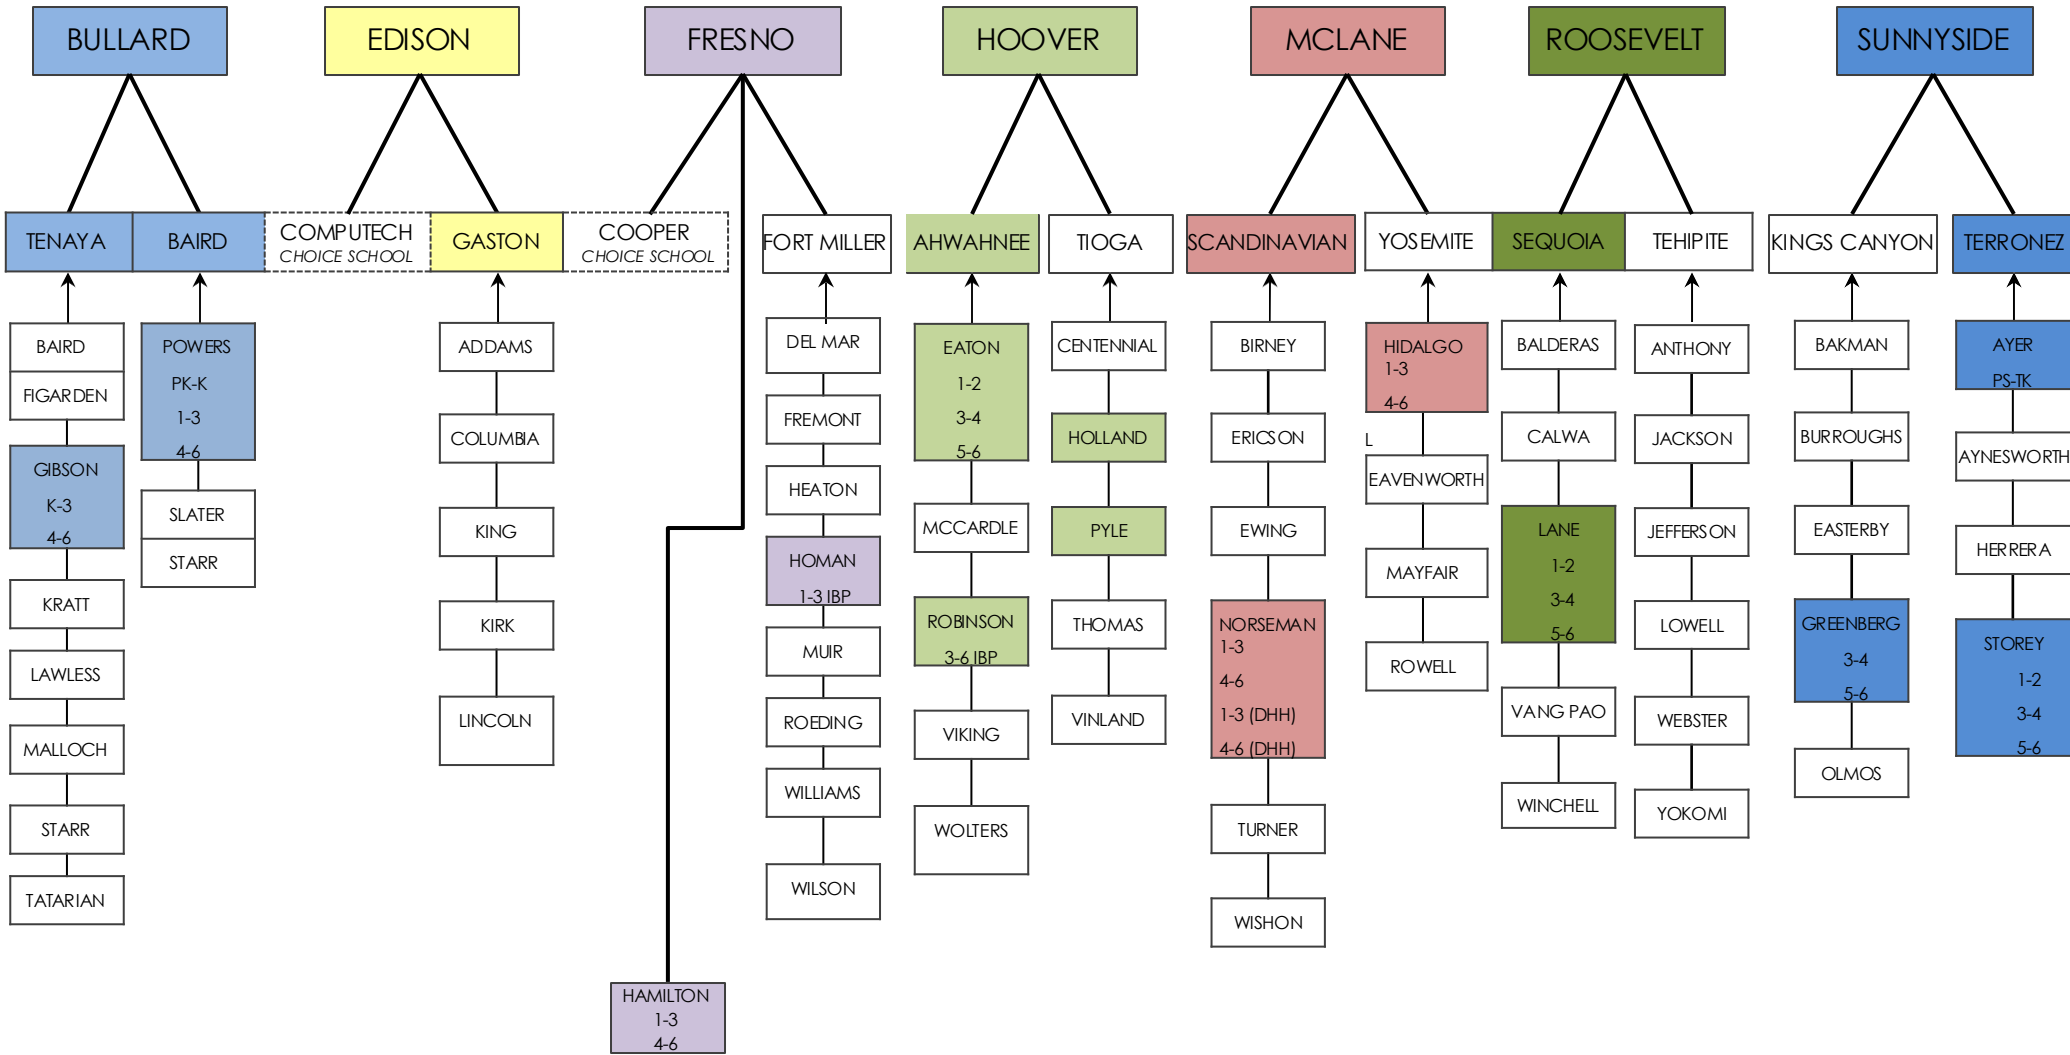 BULLARD
EDISON
FRESNO
HOOVER
MCLANE
ROOSEVELT
SUNNYSIDE
TENAYA
BAIRD
COMPUTECH
CHOICE SCHOOL
GASTON
COOPER
CHOICE SCHOOL
FORT MILLER
AHWAHNEE
TIOGA
SCANDINAVIAN
YOSEMITE
SEQUOIA
TEHIPITE
KINGS CANYON
TERRONEZ
BAIRD
FIGARDEN
GIBSON
K-3
4-6
KRATT
LAWLESS
MALLOCH
STARR
TATARIAN
POWERS
PK-K
1-3
4-6
SLATER
STARR
ADDAMS
COLUMBIA
KING
KIRK
LINCOLN
HAMILTON
1-3
4-6
DEL MAR
FREMONT
HEATON
HOMAN
1-3 IBP
MUIR
ROEDING
WILLIAMS
WILSON
EATON
1-2
3-4
5-6
MCCARDLE
ROBINSON
3-6 IBP
VIKING
WOLTERS
CENTENNIAL
HOLLAND
PYLE
THOMAS
VINLAND
BIRNEY
ERICSON
EWING
NORSEMAN
1-3
4-6
1-3 (DHH)
4-6 (DHH)
TURNER
WISHON
HIDALGO
1-3
4-6
L
EAVENWORTH
MAYFAIR
ROWELL
BALDERAS
CALWA
LANE
1-2
3-4
5-6
VANG PAO
WINCHELL
ANTHONY
JACKSON
JEFFERSON
LOWELL
WEBSTER
YOKOMI
BAKMAN
BURROUGHS
EASTERBY
GREENBERG
3-4
5-6
OLMOS
AYER
PS-TK
AYNESWORTH
HERRERA
STOREY
1-2
3-4
5-6